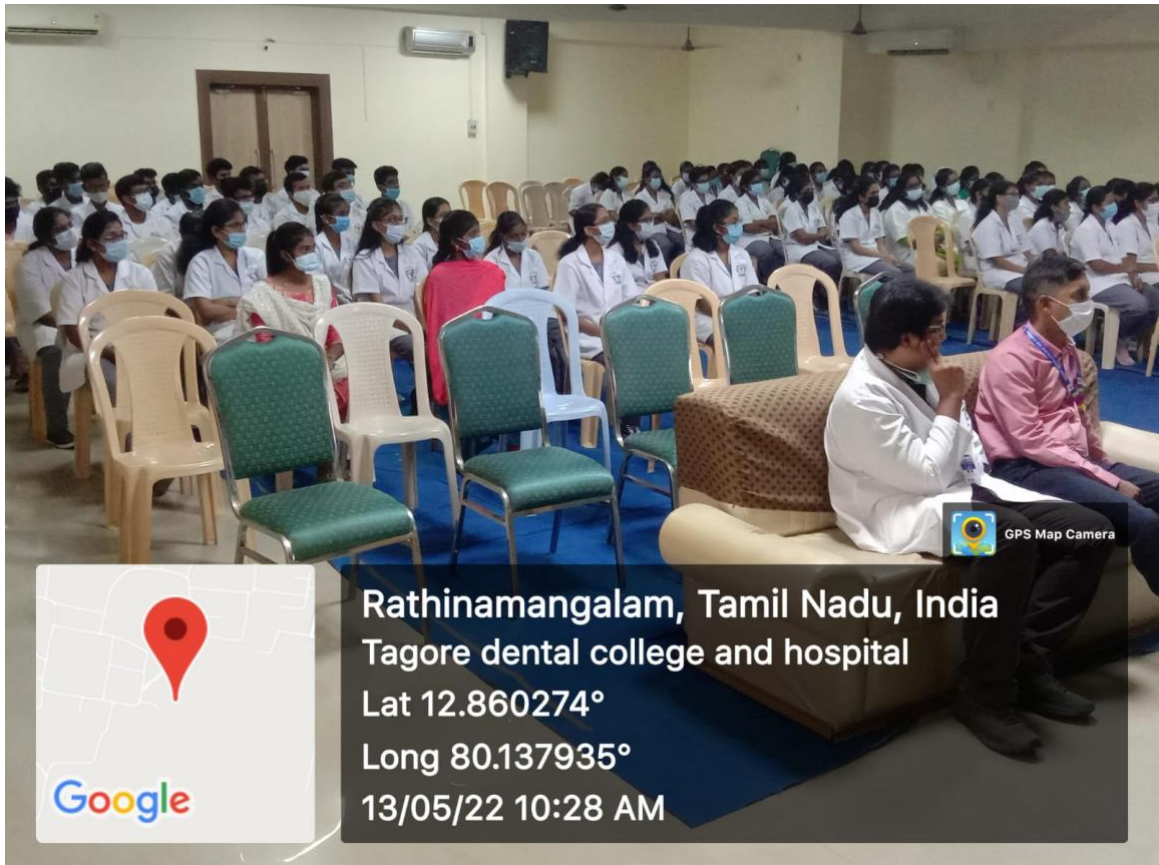 GPS Map Camera
Rathinamangalam, Tamil Nadu, India
Tagore dental college and hospital
Lat 12.860274°
Long 80.137935°
13/05/22 10:28 AM
Google